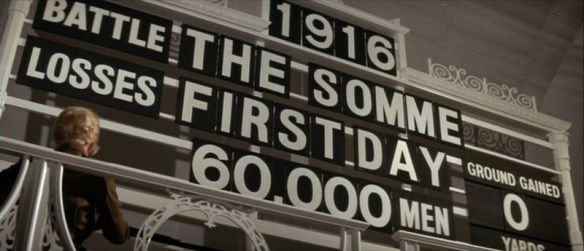 1916
BATTLE THE SOMME
LOSSES FIRST DAY
60,000 MEN
GROUND GAINED
0
YARDS